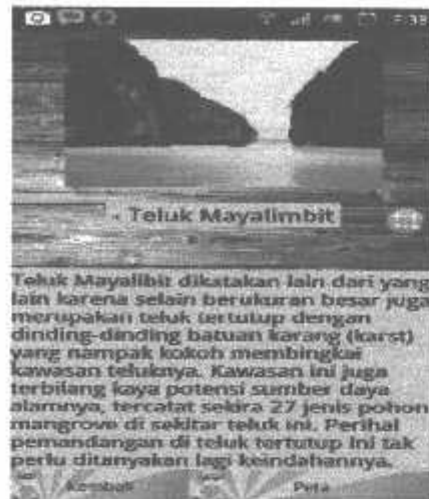 5:38
- Teluk Mayalimbit
Teluk Mayalibit dikatakan lain dari yang
lain karena selain berukuran besar juga
merupakan teluk tertutup dengan
dinding-dinding batuan karang (karst)
yang nampak kokoh membingkai
kawasan teluknya. Kawasan ini juga
terbilang kaya potensi sumber daya
alamnya, tercatat sekira 27 jenis pohon
mangrove di sekitar teluk ini. Perihal
pemandangan di teluk tertutup ini tak
perlu ditanyakan lagi keindahannya.
Kembali Peta